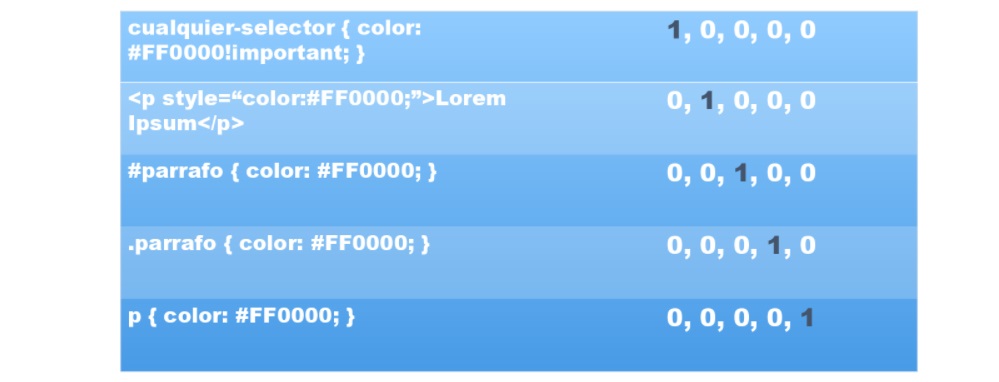 cualquier-selector { color:
#FF0000!important; }
1, 0, 0, 0, 0
<p style=“color:#FF0000;”>Lorem
Ipsum</p>
0, 1, 0, 0, 0
#parrafo { color: #FF0000; }
0, 0, 1, 0, 0
.parrafo { color: #FF0000; }
0, 0, 0, 1, 0
p { color: #FF0000; }
0, 0, 0, 0, 1